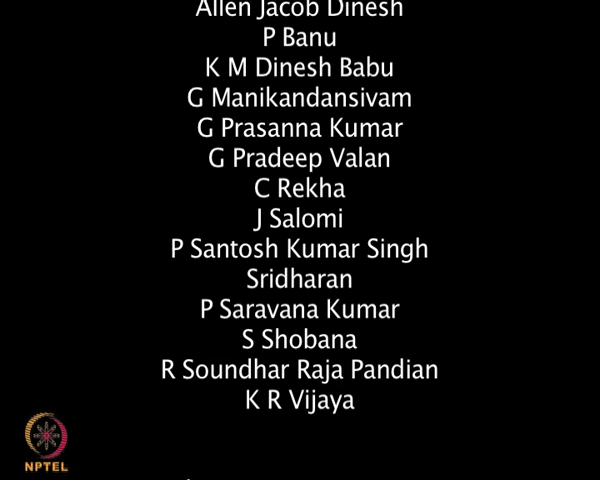 Allen Jacob Dinesh
P Banu
K M Dinesh Babu
G Manikandansivam
G Prasanna Kumar
G Pradeep Valan
C Rekha
J Salomi
P Santosh Kumar Singh
Sridharan
P Saravana Kumar
S Shobana
R Soundhar Raja Pandian
K R Vijaya
NPTEL